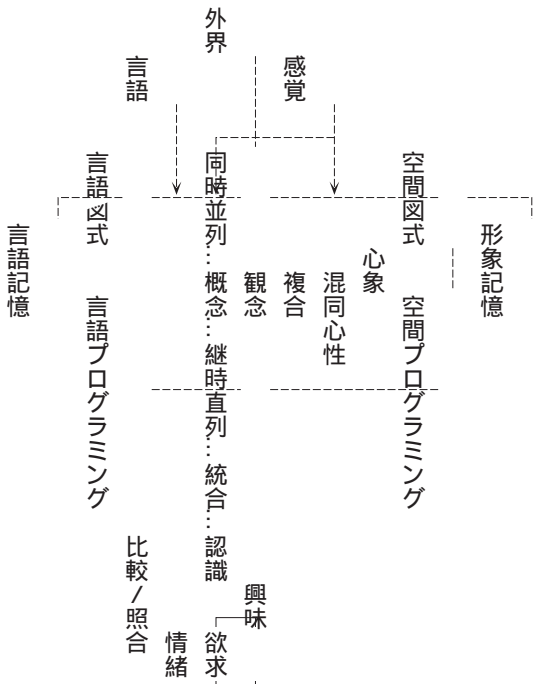 形象記憶
空間図式
空間プログラミング
心象
混同心性
感覚
複合
観念
興味
外界
同時並列…概念…継時直列…統合…認識
欲求
情緒
言語
比較/照合
言語図式
言語プログラミング
言語記憶